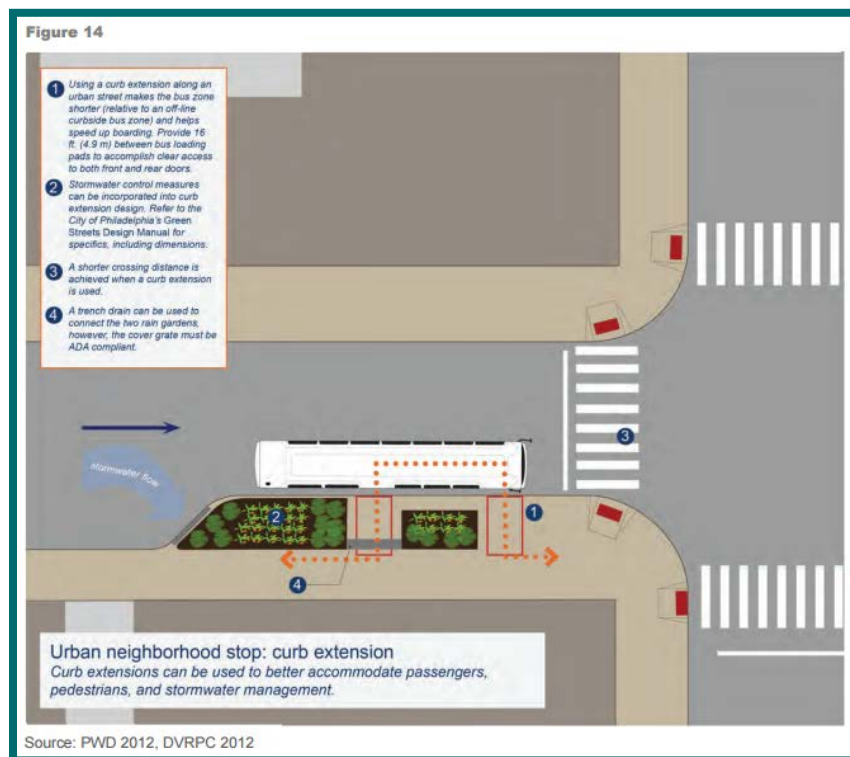 Figure 14
1 Using a curb extension along an
urban street makes the bus zone
shorter (relative to an off-line
curbside bus zone) and helps
speed up boarding. Provide 16
ft. (4.9 m) between bus loading
pads to accomplish clear access
to both front and rear doors.
2 Stormwater control measures
can be incorporated into curb
extension design. Refer to the
City of Philadelphia's Green
Streets Design Manual for
specifics, including dimensions.
3 A shorter crossing distance is
achieved when a curb extension
is used.
4 A trench drain can be used to
connect the two rain gardens,
however, the cover grate must be
ADA compliant.
3
stormwater flow
2
1
4
Urban neighborhood stop: curb extension
Curb extensions can be used to better accommodate passengers,
pedestrians, and stormwater management.
Source: PWD 2012, DVRPC 2012